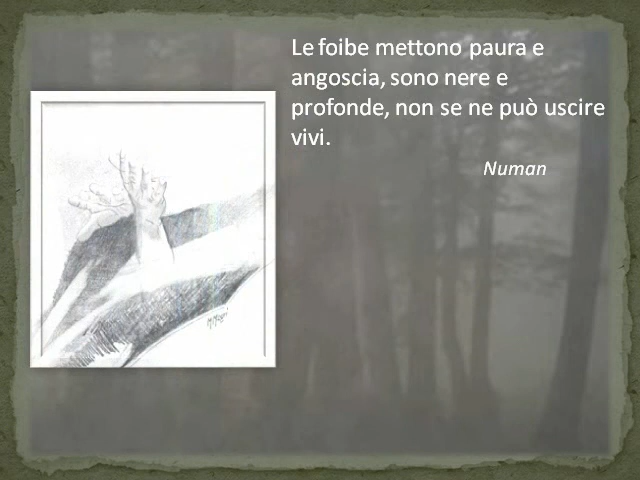 Le foibe mettono paura e
angoscia, sono nere e
profonde, non se ne può uscire
vivi.
Numan